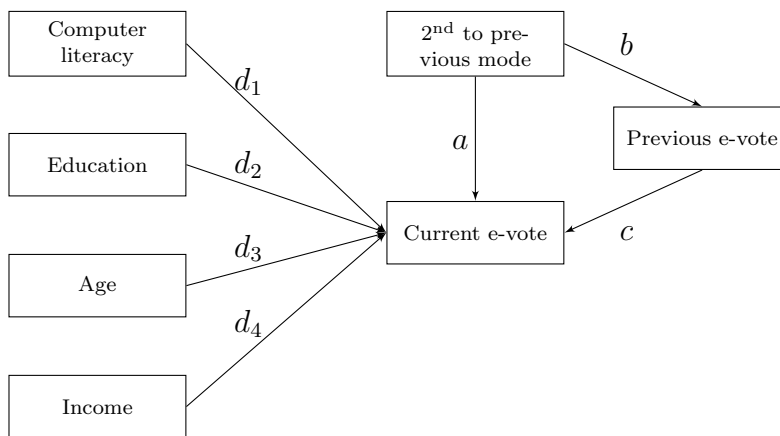 Computer
literacy
Education
Age
Income
d₁
d₂
d₃
d₄
2ⁿᵈ to pre-
vious mode
a
b
Previous e-vote
Current e-vote
c